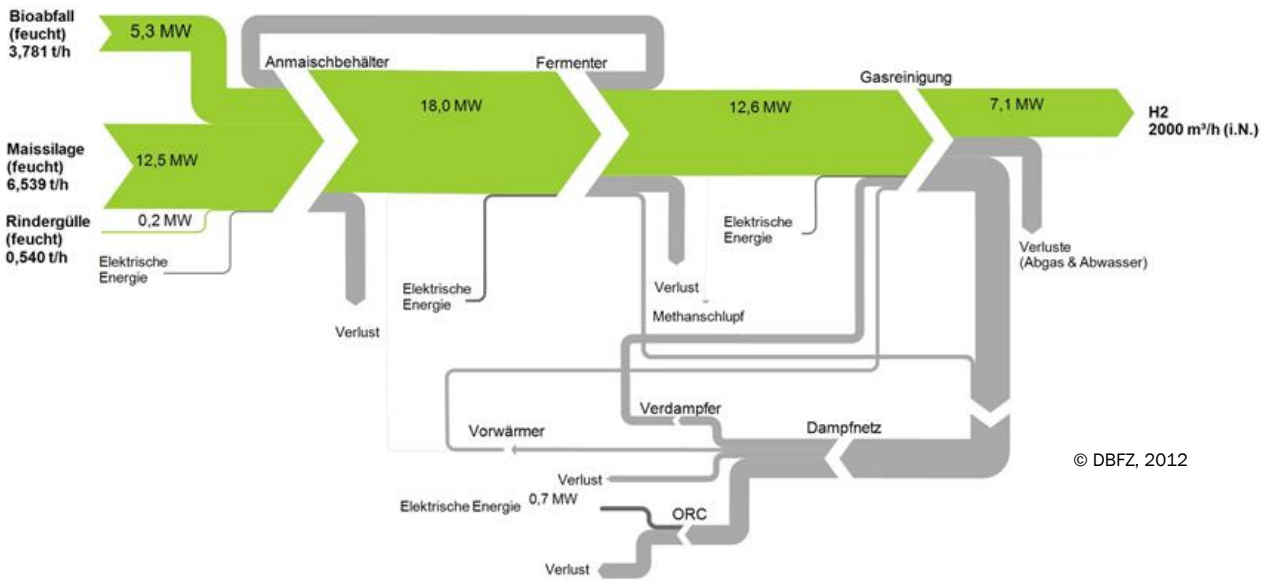 Bioabfall
(feucht)
3,781 t/h
5,3 MW
Anmaischbehälter
Fermenter
Gasreinigung
18,0 MW
12,6 MW
7,1 MW
H2
2000 m³/h (i.N.)
Maissilage
(feucht)
6,539 t/h
12,5 MW
Rindergülle
(feucht)
0,540 t/h
0,2 MW
Elektrische
Energie
Elektrische
Energie
Elektrische
Energie
Verluste
(Abgas & Abwasser)
Verlust
Verlust
Methanschlupf
Verdampfer
Vorwärmer
Dampfnetz
© DBFZ, 2012
Verlust
Elektrische Energie 0,7 MW
ORC
Verlust